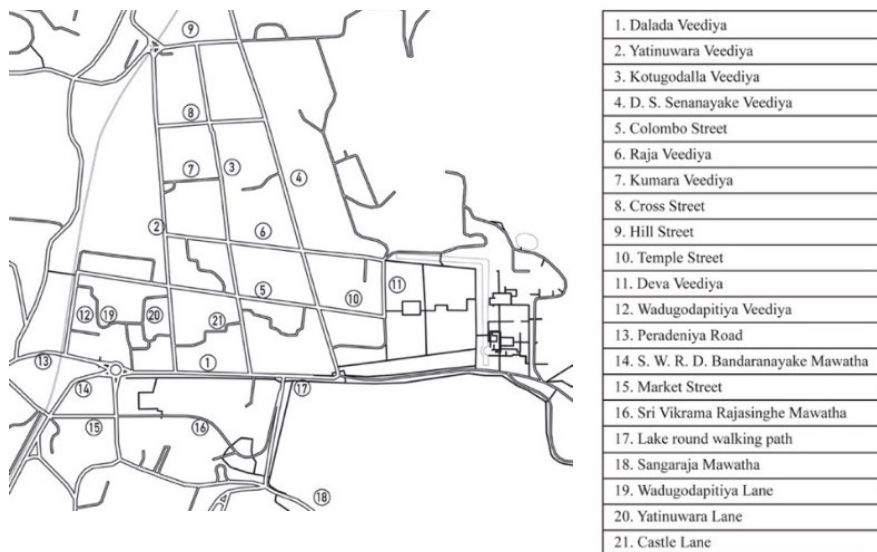 9
8
7
3
4
2
6
11
5
10
12
19
20
21
13
1
14
17
15
16
18
1. Dalada Veediya
2. Yatinuwara Veediya
3. Kotugodalla Veediya
4. D. S. Senanayake Veediya
5. Colombo Street
6. Raja Veediya
7. Kumara Veediya
8. Cross Street
9. Hill Street
10. Temple Street
11. Deva Veediya
12. Wadugodapitiya Veediya
13. Peradeniya Road
14. S. W. R. D. Bandaranayake Mawatha
15. Market Street
16. Sri Vikrama Rajasinghe Mawatha
17. Lake round walking path
18. Sangaraja Mawatha
19. Wadugodapitiya Lane
20. Yatinuwara Lane
21. Castle Lane